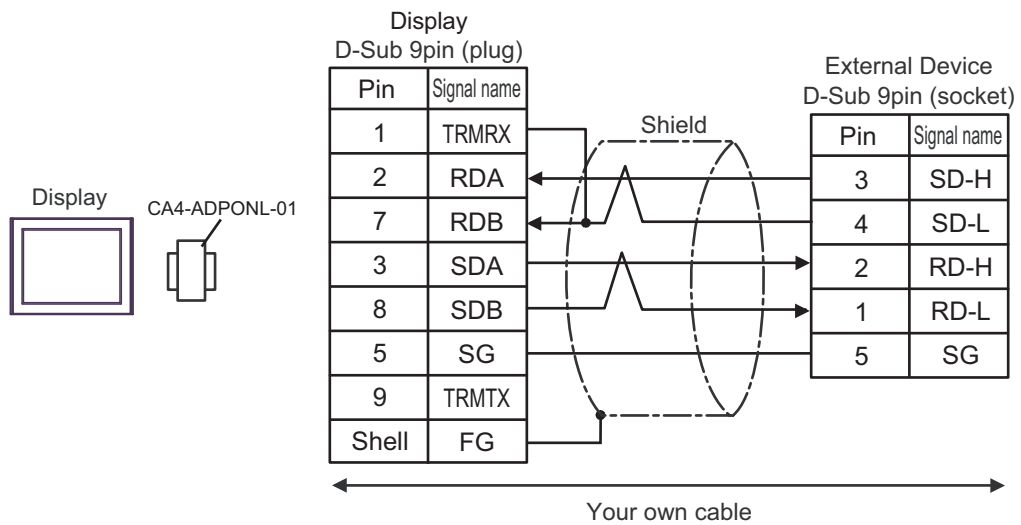 Display
D-Sub 9pin (plug)
Pin Signal name
1 TRMRX
2 RDA
7 RDB
3 SDA
8 SDB
5 SG
9 TRMTX
Shell FG
Shield
External Device
D-Sub 9pin (socket)
Pin Signal name
3 SD-H
4 SD-L
2 RD-H
1 RD-L
5 SG
Display
CA4-ADPONL-01
Your own cable